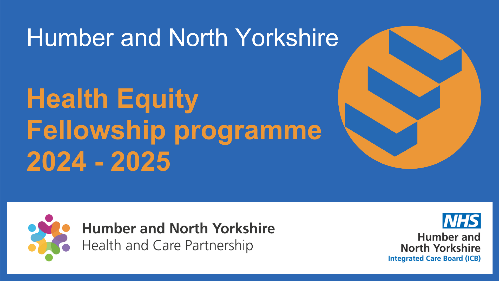 Humber and North Yorkshire
Health Equity
Fellowship programme
2024 - 2025
Humber and North Yorkshire
Health and Care Partnership
NHS
Humber and
North Yorkshire
Integrated Care Board (ICB)